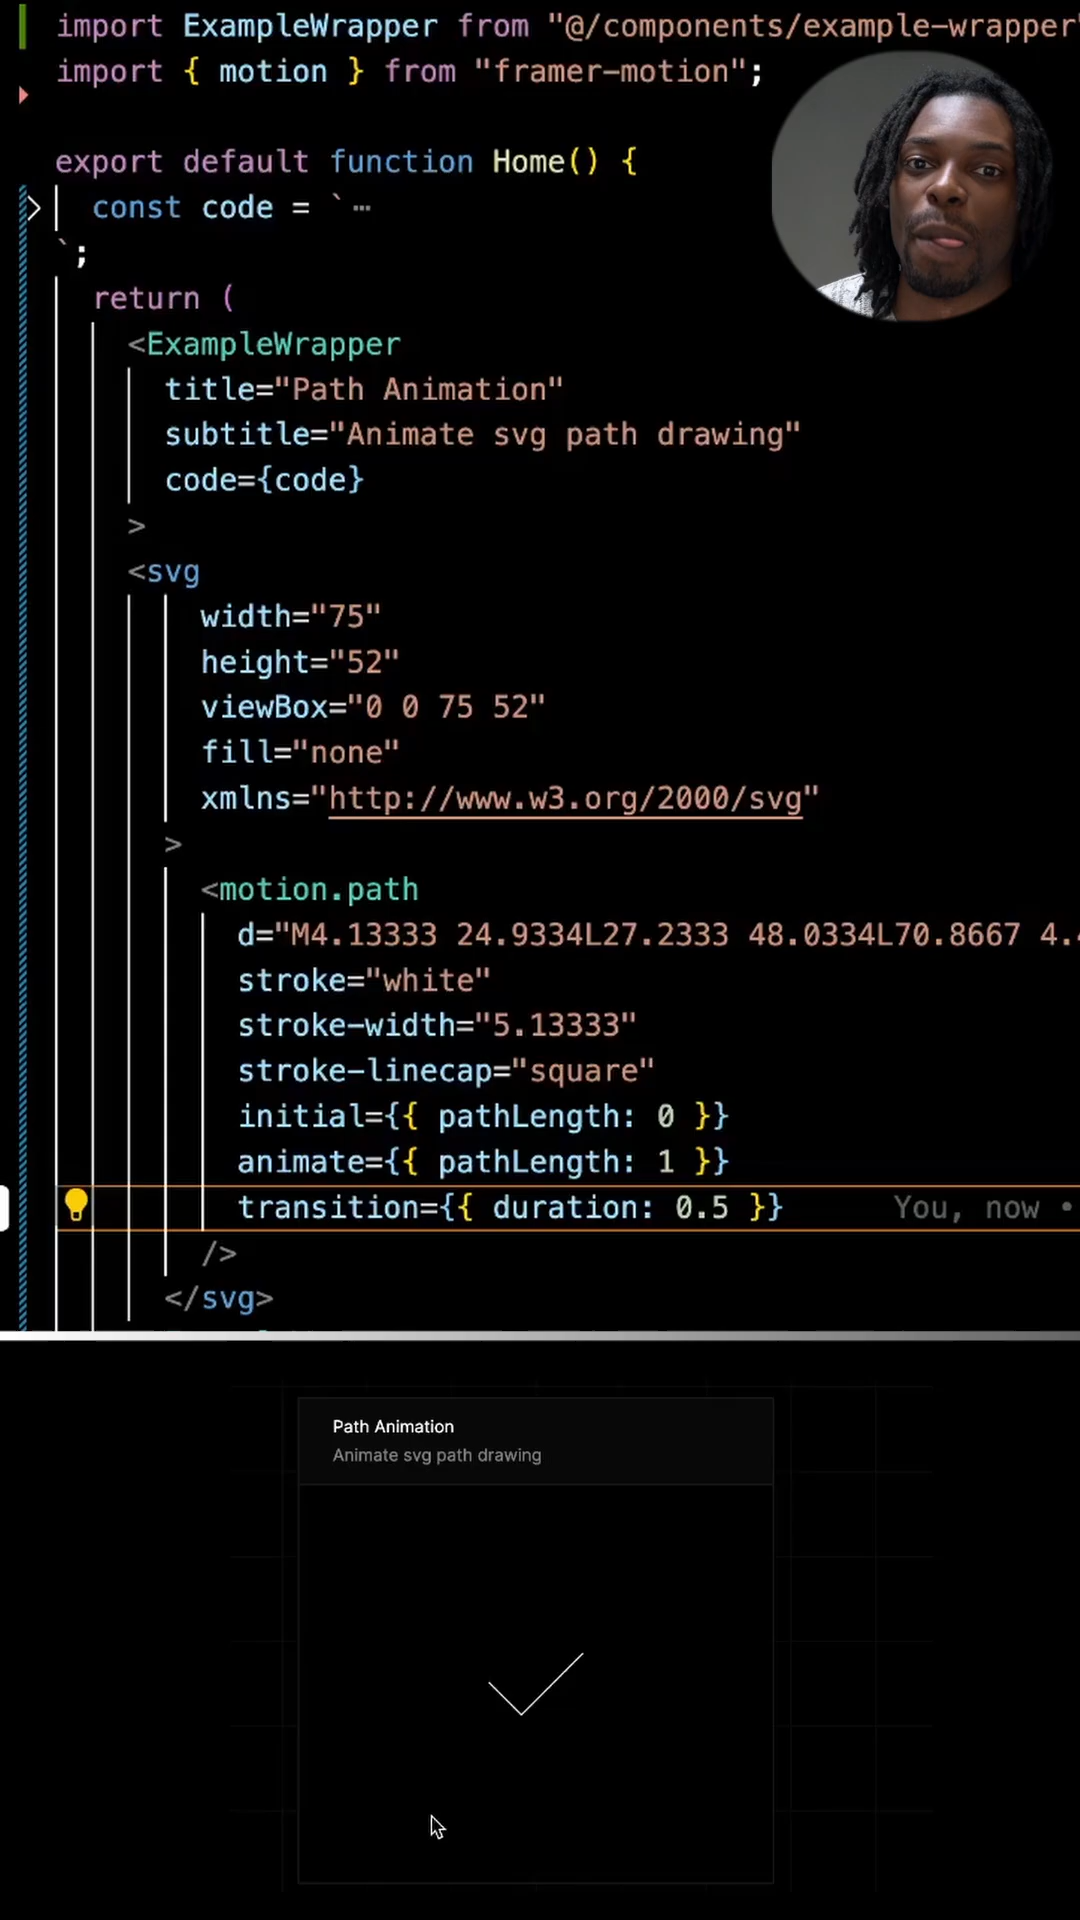 import ExampleWrapper from "@/components/example-wrapper
import { motion } from "framer-motion";
export default function Home() {
const code = `⋯
`;
return (
<ExampleWrapper
title="Path Animation"
subtitle="Animate svg path drawing"
code={code}
>
<svg
width="75"
height="52"
viewBox="0 0 75 52"
fill="none"
xmlns="http://www.w3.org/2000/svg"
>
<motion.path
d="M4.13333 24.9334L27.2333 48.0334L70.8667 4.4
stroke="white"
stroke-width="5.13333"
stroke-linecap="square"
initial={{ pathLength: 0 }}
animate={{ pathLength: 1 }}
transition={{ duration: 0.5 }} You, now •
/>
</svg>
Path Animation
Animate svg path drawing